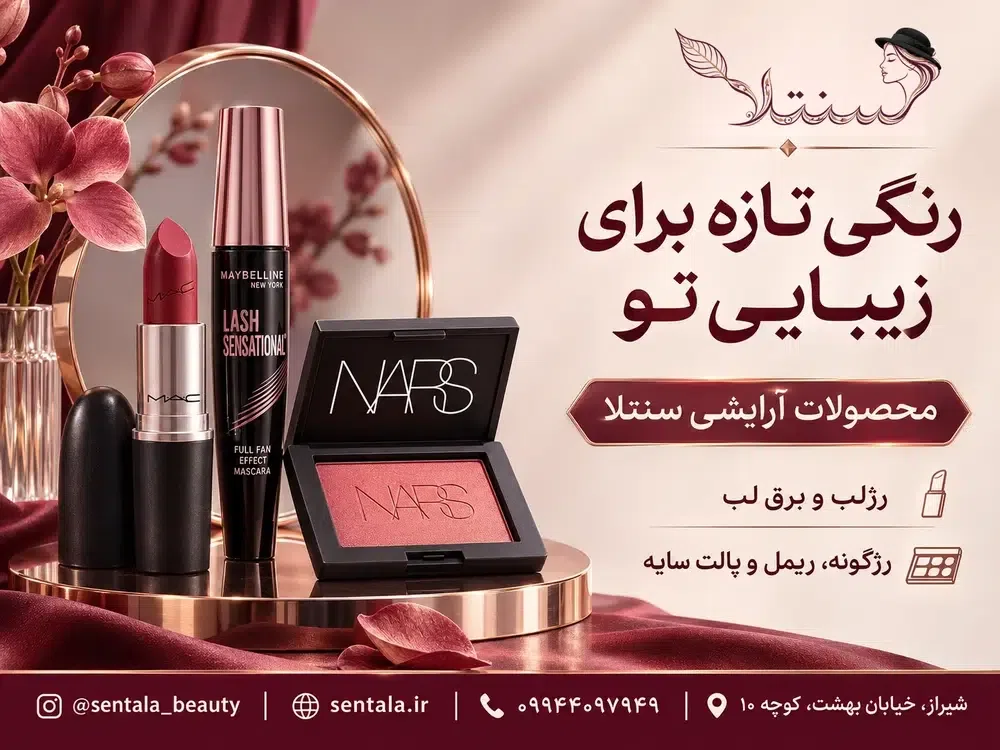 سنتلا
رنگی تازه برای
زیبایی تو
محصولات آرایشی سنتلا
رژلب و برق لب
رژگونه، ریمل و پالت سایه
MAC
MAC
MAYBELLINE
NEW YORK
LASH
SENSATIONAL
FULL FAN
EFFECT
MASCARA
NARS
NARS
@sentala_beauty
sentala.ir
۰۹۹۴۴۰۹۷۹۴۹
شیراز، خیابان بهشت، کوچه ۱۰